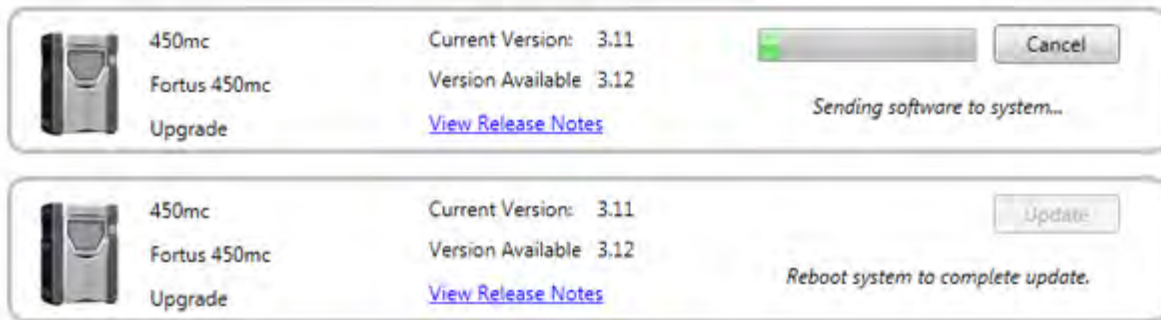 450mc
Current Version: 3.11
Cancel
Fortus 450mc
Version Available 3.12
Sending software to system...
Upgrade
View Release Notes
450mc
Current Version: 3.11
Update
Fortus 450mc
Version Available 3.12
Reboot system to complete update.
Upgrade
View Release Notes